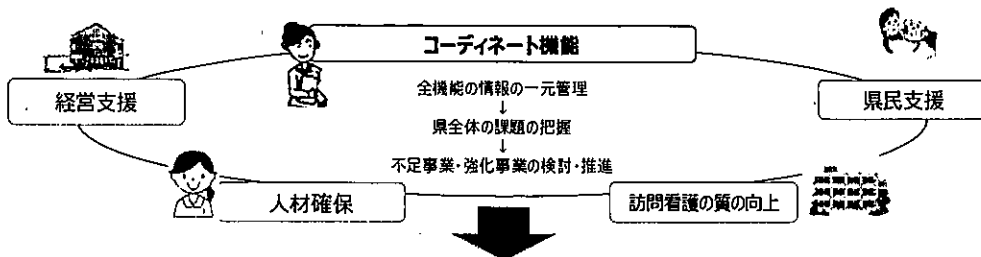 コーディネート機能
経営支援
全機能の情報の一元管理
↓
県全体の課題の把握
↓
不足事業・強化事業の検討・推進
県民支援
人材確保
訪問看護の質の向上